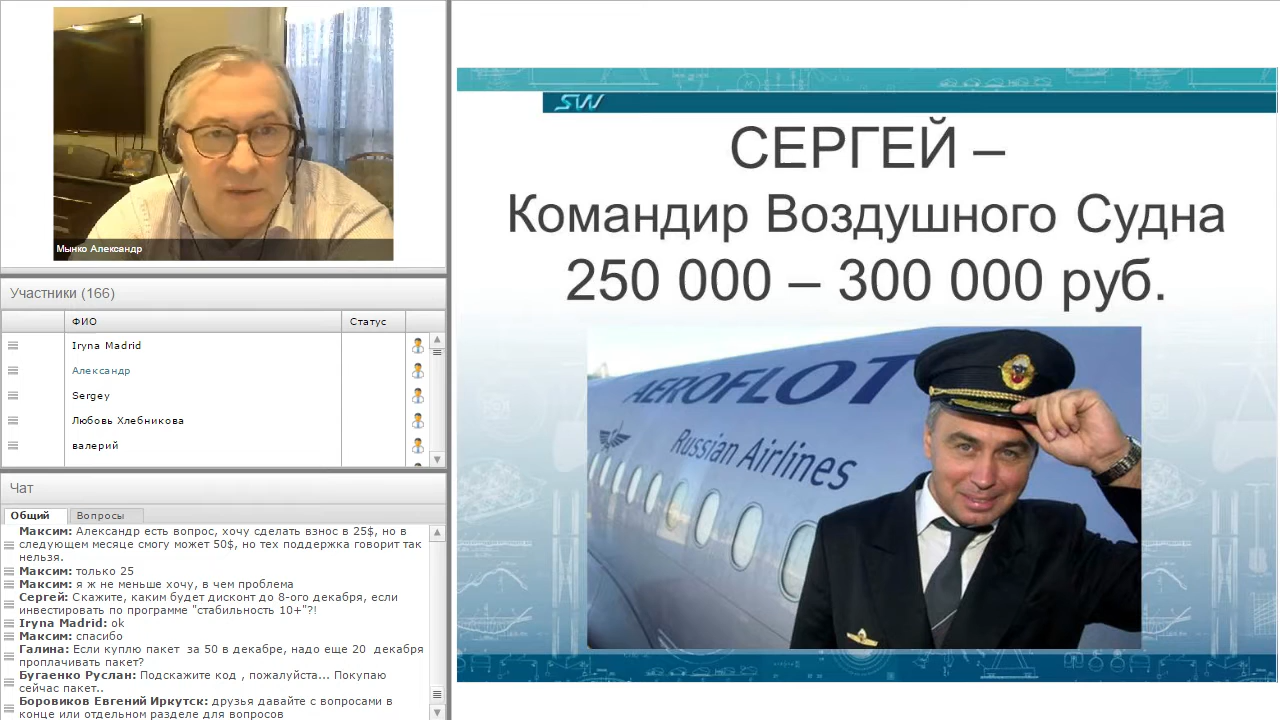 Мынко Александр
Участники (166)
ФИО
Статус
Iryna Madrid
Александр
Sergey
Любовь Хлебникова
валерий
Чат
Общий
Вопросы
Максим: Александр есть вопрос, хочу сделать взнос в 25$, но в
следующем месяце смогу может 50$, но тех поддержка говорит так
нельзя.
Максим: только 25
Максим: я ж не меньше хочу, в чем проблема
Сергей: Скажите, каким будет дисконт до 8-ого декабря, если
инвестировать по программе "стабильность 10+"?!
Iryna Madrid: ok
Максим: спасибо
Галина: Если куплю пакет за 50 в декабре, надо еще 20 декабря
проплачивать пакет?
Бугаенко Руслан: Подскажите код , пожалуйста... Покупаю
сейчас пакет..
Боровиков Евгений Иркутск: друзья давайте с вопросами в
конце или отдельном разделе для вопросов
SW
СЕРГЕЙ –
Командир Воздушного Судна
250 000 – 300 000 руб.
AEROFLOT
Russian Airlines